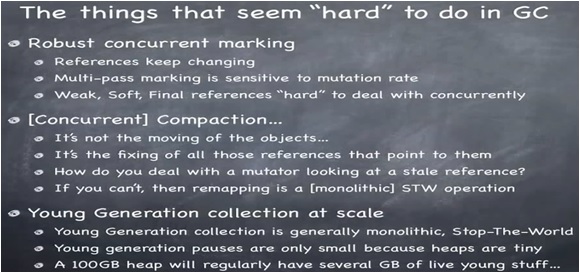 The things that seem “hard” to do in GC
Robust concurrent marking
References keep changing
Multi-pass marking is sensitive to mutation rate
Weak, Soft, Final references “hard” to deal with concurrently
[Concurrent] Compaction...
It’s not the moving of the objects...
It’s the fixing of all those references that point to them
How do you deal with a mutator looking at a stale reference?
If you can’t, then remapping is a [monolithic] STW operation
Young Generation collection at scale
Young Generation collection is generally monolithic, Stop-The-World
Young generation pauses are only small because heaps are tiny
A 100GB heap will regularly have several GB of live young stuff...